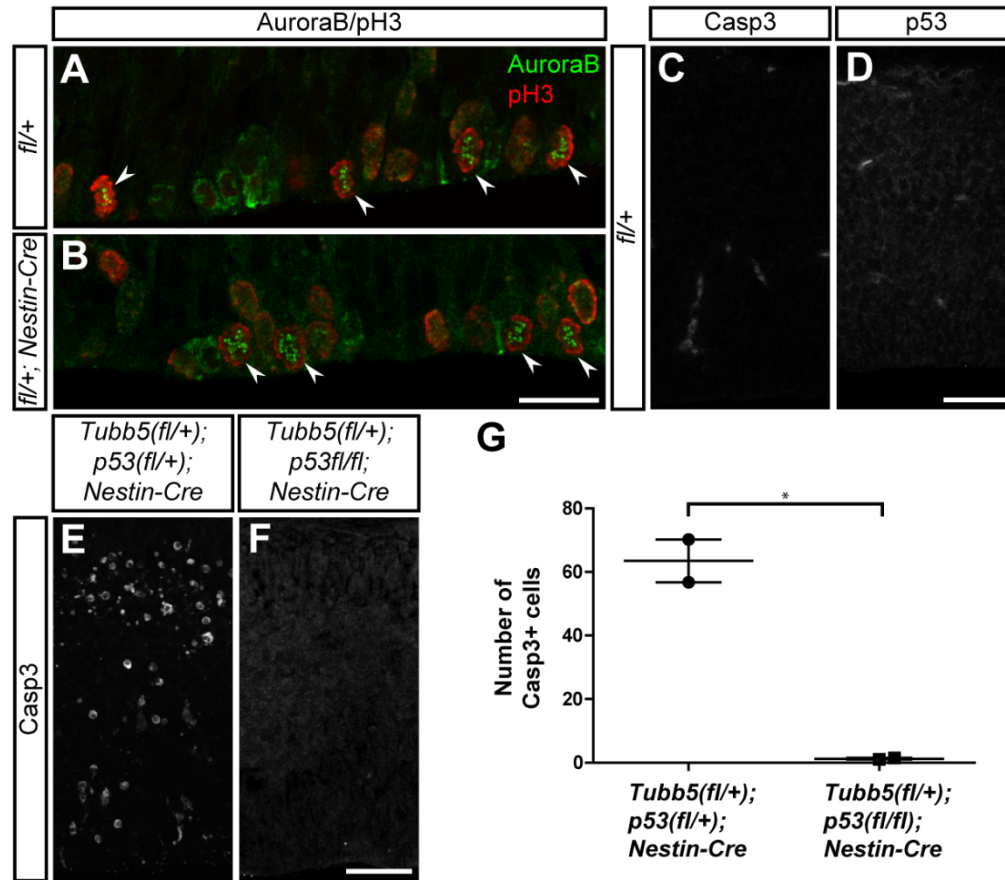 AuroraB/pH3
Casp3
p53
A
AuroraB
pH3
C
D
fl/+
B
fl/+; Nestin-Cre
fl/+
Tubb5(fl/+);
p53(fl/+);
Nestin-Cre
Tubb5(fl/+);
p53fl/fl;
Nestin-Cre
E
F
Casp3
G
*
80
60
40
20
0
Number of
Casp3+ cells
Tubb5(fl/+);
p53(fl/+);
Nestin-Cre
Tubb5(fl/+);
p53(fl/fl);
Nestin-Cre